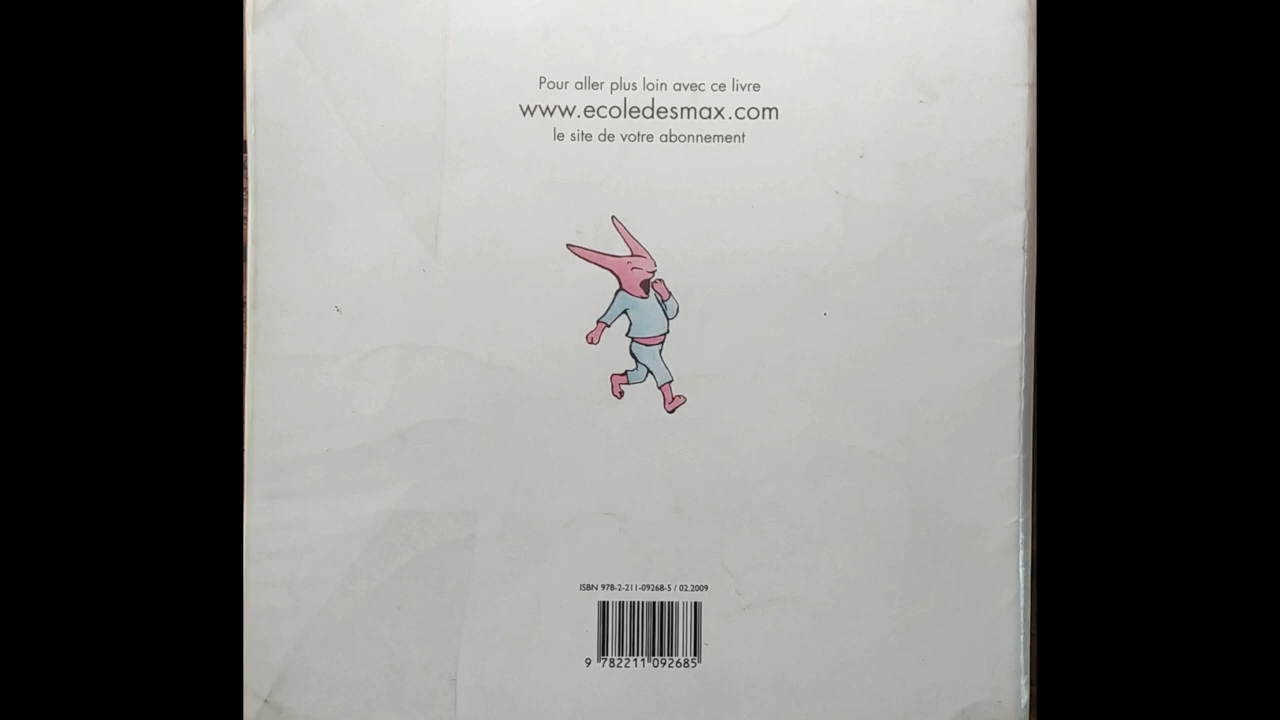 Pour aller plus loin avec ce livre
www.ecoledesmax.com
le site de votre abonnement
ISBN 978-2-211-09268-5 / 02.2009
9 782211 092685